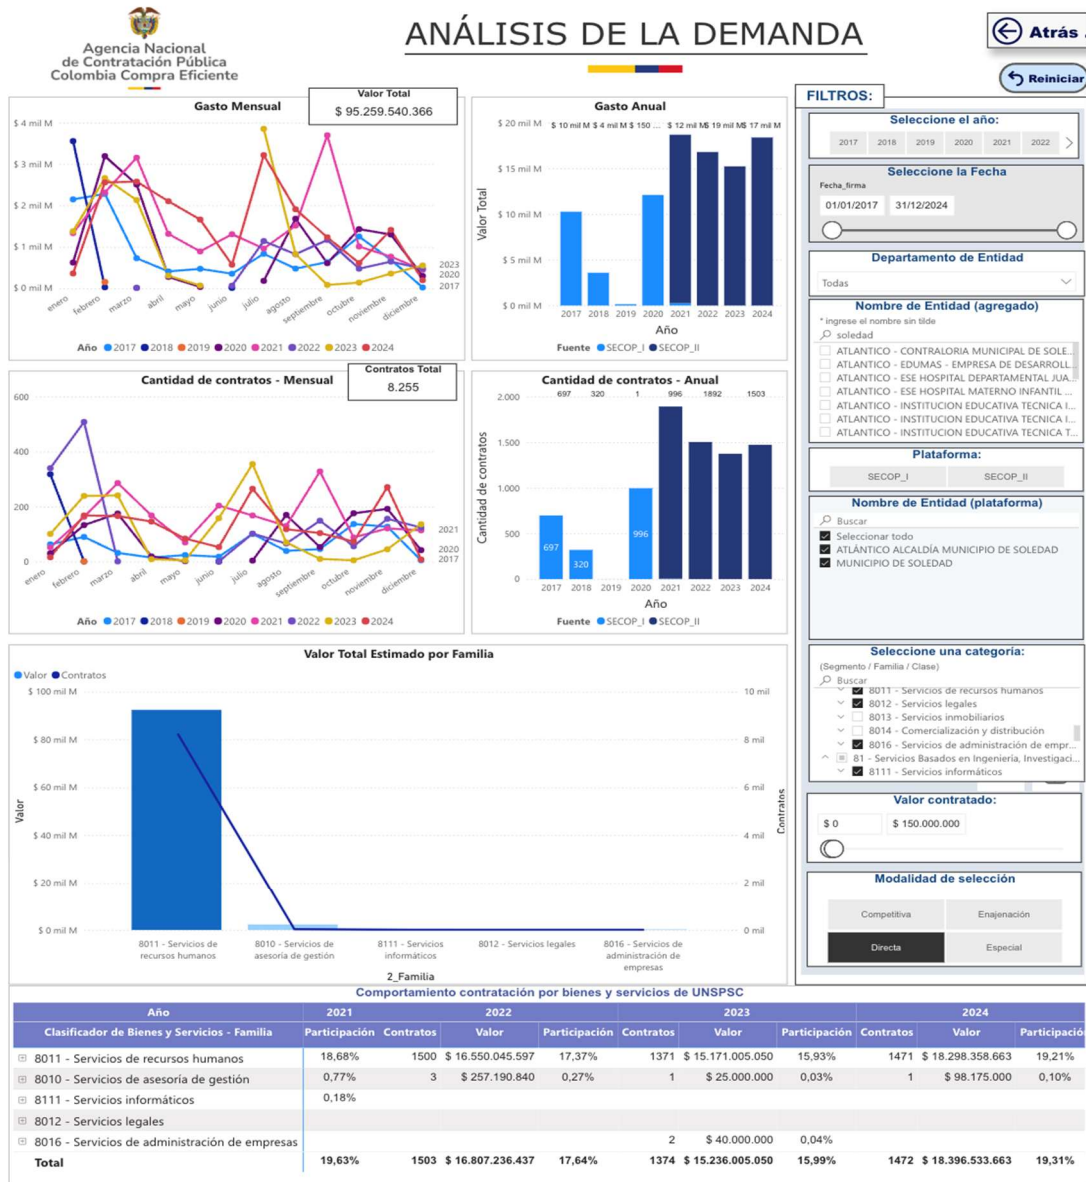 Agencia Nacional
de Contratación Pública
Colombia Compra Eficiente
ANÁLISIS DE LA DEMANDA
Atrás .
Reiniciar
Gasto Mensual
Valor Total
$ 95.259.540.366
$ 4 mil M
$ 3 mil M
$ 2 mil M
$ 1 mil M
$ 0 mil M
2023
2020
2017
enero
febrero
marzo
abril
mayo
junio
julio
agosto
septiembre
octubre
noviembre
diciembre
Año 2017 2018 2019 2020 2021 2022 2023 2024
Gasto Anual
$ 20 mil M
$ 10 mil M $ 4 mil M $ 150 ... $ 12 mil M $ 19 mil M $ 17 mil M
$ 15 mil M
$ 10 mil M
$ 5 mil M
$ 0 mil M
Valor Total
2017 2018 2019 2020 2021 2022 2023 2024
Año
Fuente SECOP_I SECOP_II
Cantidad de contratos - Mensual
Contratos Total
8.255
600
400
200
0
2021
2020
2017
enero
febrero
marzo
abril
mayo
junio
julio
agosto
septiembre
octubre
noviembre
diciembre
Año 2017 2018 2019 2020 2021 2022 2023 2024
Cantidad de contratos - Anual
2.000
697 320 1 996 1892 1503
1.500
1.000
500
0
697
320
996
Cantidad de contratos
2017 2018 2019 2020 2021 2022 2023 2024
Año
Fuente SECOP_I SECOP_II
FILTROS:
Seleccione el año:
2017 2018 2019 2020 2021 2022
Seleccione la Fecha
Fecha_firma
01/01/2017 31/12/2024
Departamento de Entidad
Todas
Nombre de Entidad (agregado)
* ingrese el nombre sin tilde
soledad
ATLANTICO - CONTRALORIA MUNICIPAL DE SOLE...
ATLANTICO - EDUMAS - EMPRESA DE DESARROLL...
ATLANTICO - ESE HOSPITAL DEPARTAMENTAL JUA...
ATLANTICO - ESE HOSPITAL MATERNO INFANTIL ...
ATLANTICO - INSTITUCION EDUCATIVA TECNICA I...
ATLANTICO - INSTITUCION EDUCATIVA TECNICA I...
ATLANTICO - INSTITUCION EDUCATIVA TECNICA T...
Plataforma:
SECOP_I SECOP_II
Nombre de Entidad (plataforma)
Buscar
Seleccionar todo
ATLÁNTICO ALCALDÍA MUNICIPIO DE SOLEDAD
MUNICIPIO DE SOLEDAD
Seleccione una categoría:
(Segmento / Familia / Clase)
Buscar
8011 - Servicios de recursos humanos
8012 - Servicios legales
8013 - Servicios inmobiliarios
8014 - Comercialización y distribución
8016 - Servicios de administración de empr...
81 - Servicios Basados en Ingeniería, Investigaci...
8111 - Servicios informáticos
Valor contratado:
$ 0 $ 150.000.000
Modalidad de selección
Competitiva Enajenación
Directa Especial
Valor Total Estimado por Familia
Valor Contratos
$ 100 mil M
$ 80 mil M
$ 60 mil M
$ 40 mil M
$ 20 mil M
$ 0 mil M
Valor
10 mil
8 mil
6 mil
4 mil
2 mil
0 mil
Contratos
8011 - Servicios de recursos humanos
8010 - Servicios de asesoría de gestión
8111 - Servicios informáticos
8012 - Servicios legales
8016 - Servicios de administración de empresas
2_Familia
Comportamiento contratación por bienes y servicios de UNSPSC
Año 2021 2022 2023 2024
Clasificador de Bienes y Servicios - Familia Participación Contratos Valor Participación Contratos Valor Participación Contratos Valor Participació
8011 - Servicios de recursos humanos 18,68% 1500 $ 16.550.045.597 17,37% 1371 $ 15.171.005.050 15,93% 1471 $ 18.298.358.663 19,21%
8010 - Servicios de asesoría de gestión 0,77% 3 $ 257.190.840 0,27% 1 $ 25.000.000 0,03% 1 $ 98.175.000 0,10%
8111 - Servicios informáticos 0,18%
8012 - Servicios legales
8016 - Servicios de administración de empresas 2 $ 40.000.000 0,04%
Total 19,63% 1503 $ 16.807.236.437 17,64% 1374 $ 15.236.005.050 15,99% 1472 $ 18.396.533.663 19,31%